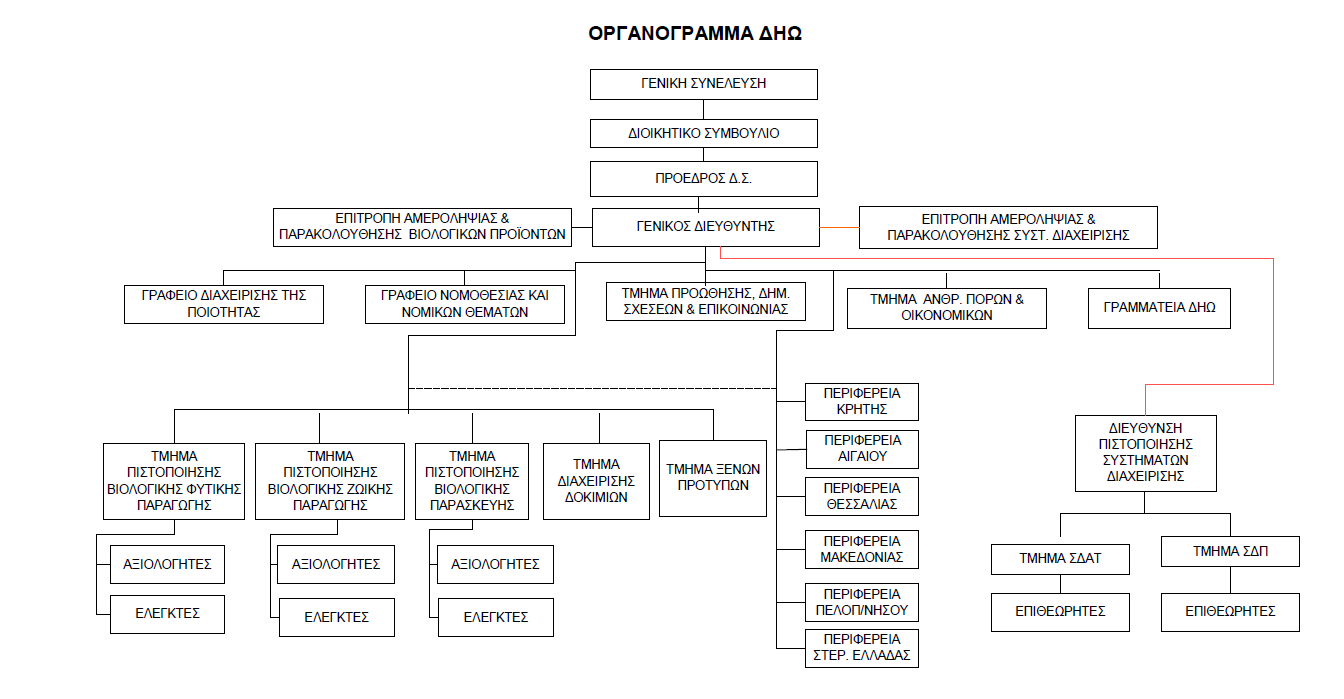 ΟΡΓΑΝΟΓΡΑΜΜΑ ΔΗΩ
ΓΕΝΙΚΗ ΣΥΝΕΛΕΥΣΗ
ΔΙΟΙΚΗΤΙΚΟ ΣΥΜΒΟΥΛΙΟ
ΠΡΟΕΔΡΟΣ Δ.Σ.
ΕΠΙΤΡΟΠΗ ΑΜΕΡΟΛΗΨΙΑΣ &
ΠΑΡΑΚΟΛΟΥΘΗΣΗΣ ΒΙΟΛΟΓΙΚΩΝ ΠΡΟΪΟΝΤΩΝ
ΓΕΝΙΚΟΣ ΔΙΕΥΘΥΝΤΗΣ
ΕΠΙΤΡΟΠΗ ΑΜΕΡΟΛΗΨΙΑΣ &
ΠΑΡΑΚΟΛΟΥΘΗΣΗΣ ΣΥΣΤ. ΔΙΑΧΕΙΡΙΣΗΣ
ΓΡΑΦΕΙΟ ΔΙΑΧΕΙΡΙΣΗΣ ΤΗΣ
ΠΟΙΟΤΗΤΑΣ
ΓΡΑΦΕΙΟ ΝΟΜΟΘΕΣΙΑΣ ΚΑΙ
ΝΟΜΙΚΩΝ ΘΕΜΑΤΩΝ
ΤΜΗΜΑ ΠΡΟΩΘΗΣΗΣ, ΔΗΜ.
ΣΧΕΣΕΩΝ & ΕΠΙΚΟΙΝΩΝΙΑΣ
ΤΜΗΜΑ ΑΝΘΡ. ΠΟΡΩΝ &
ΟΙΚΟΝΟΜΙΚΩΝ
ΓΡΑΜΜΑΤΕΙΑ ΔΗΩ
ΤΜΗΜΑ
ΠΙΣΤΟΠΟΙΗΣΗΣ
ΒΙΟΛΟΓΙΚΗΣ ΦΥΤΙΚΗΣ
ΠΑΡΑΓΩΓΗΣ
ΤΜΗΜΑ
ΠΙΣΤΟΠΟΙΗΣΗΣ
ΒΙΟΛΟΓΙΚΗΣ ΖΩΙΚΗΣ
ΠΑΡΑΓΩΓΗΣ
ΤΜΗΜΑ
ΠΙΣΤΟΠΟΙΗΣΗΣ
ΒΙΟΛΟΓΙΚΗΣ
ΠΑΡΑΣΚΕΥΗΣ
ΤΜΗΜΑ
ΔΙΑΧΕΙΡΙΣΗΣ
ΔΟΚΙΜΙΩΝ
ΤΜΗΜΑ ΞΕΝΩΝ
ΠΡΟΤΥΠΩΝ
ΑΞΙΟΛΟΓΗΤΕΣ
ΑΞΙΟΛΟΓΗΤΕΣ
ΑΞΙΟΛΟΓΗΤΕΣ
ΕΛΕΓΚΤΕΣ
ΕΛΕΓΚΤΕΣ
ΕΛΕΓΚΤΕΣ
ΠΕΡΙΦΕΡΕΙΑ
ΚΡΗΤΗΣ
ΠΕΡΙΦΕΡΕΙΑ
ΑΙΓΑΙΟΥ
ΠΕΡΙΦΕΡΕΙΑ
ΘΕΣΣΑΛΙΑΣ
ΠΕΡΙΦΕΡΕΙΑ
ΜΑΚΕΔΟΝΙΑΣ
ΠΕΡΙΦΕΡΕΙΑ
ΠΕΛΟΠ/ΝΗΣΟΥ
ΠΕΡΙΦΕΡΕΙΑ
ΣΤΕΡ. ΕΛΛΑΔΑΣ
ΔΙΕΥΘΥΝΣΗ
ΠΙΣΤΟΠΟΙΗΣΗΣ
ΣΥΣΤΗΜΑΤΩΝ
ΔΙΑΧΕΙΡΙΣΗΣ
ΤΜΗΜΑ ΣΔΑΤ
ΤΜΗΜΑ ΣΔΠ
ΕΠΙΘΕΩΡΗΤΕΣ
ΕΠΙΘΕΩΡΗΤΕΣ